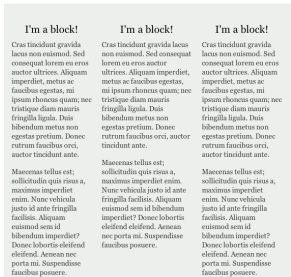 I'm a block!
Cras tincidunt gravida
lacus non euismod. Sed
consequat lorem eu eros
auctor ultrices. Aliquam
imperdiet, metus ac
faucibus egestas, mi
ipsum rhoncus quam; nec
tristique diam mauris
fringilla ligula. Duis
bibendum metus non
egestas pretium. Donec
rutrum faucibus orci, auctor
tincidunt ante.
Maecenas tellus est;
sollicitudin quis risus a,
maximus imperdiet
enim. Nunc vehicula
justo id ante fringilla
facilisis. Aliquam
euismod sem id
bibendum imperdiet?
Donec lobortis eleifend
eleifend. Aenean nec
porta mi. Suspendisse
faucibus posuere.
I'm a block!
Cras tincidunt gravida
lacus non euismod. Sed
consequat lorem eu eros
auctor ultrices. Aliquam
imperdiet, metus ac
faucibus egestas, mi
ipsum rhoncus quam; nec
tristique diam mauris
fringilla ligula. Duis
bibendum metus non
egestas pretium. Donec
rutrum faucibus orci, auctor
tincidunt ante.
Maecenas tellus est;
sollicitudin quis risus a,
maximus imperdiet enim.
Nunc vehicula justo id ante
fringilla facilisis. Aliquam
euismod sem id bibendum
imperdiet? Donec lobortis
eleifend eleifend. Aenean
nec porta mi. Suspendisse
faucibus posuere.
I'm a block!
Cras tincidunt gravida
lacus non euismod. Sed
consequat lorem eu eros
auctor ultrices. Aliquam
imperdiet, metus ac
faucibus egestas, mi
ipsum rhoncus quam; nec
tristique diam mauris
fringilla ligula. Duis
bibendum metus non
egestas pretium. Donec
rutrum faucibus orci,
auctor tincidunt ante.
Maecenas tellus est;
sollicitudin quis risus a,
maximus imperdiet
enim. Nunc vehicula
justo id ante fringilla
facilisis. Aliquam
euismod sem id
bibendum imperdiet?
Donec lobortis eleifend
eleifend. Aenean nec
porta mi. Suspendisse
faucibus posuere.